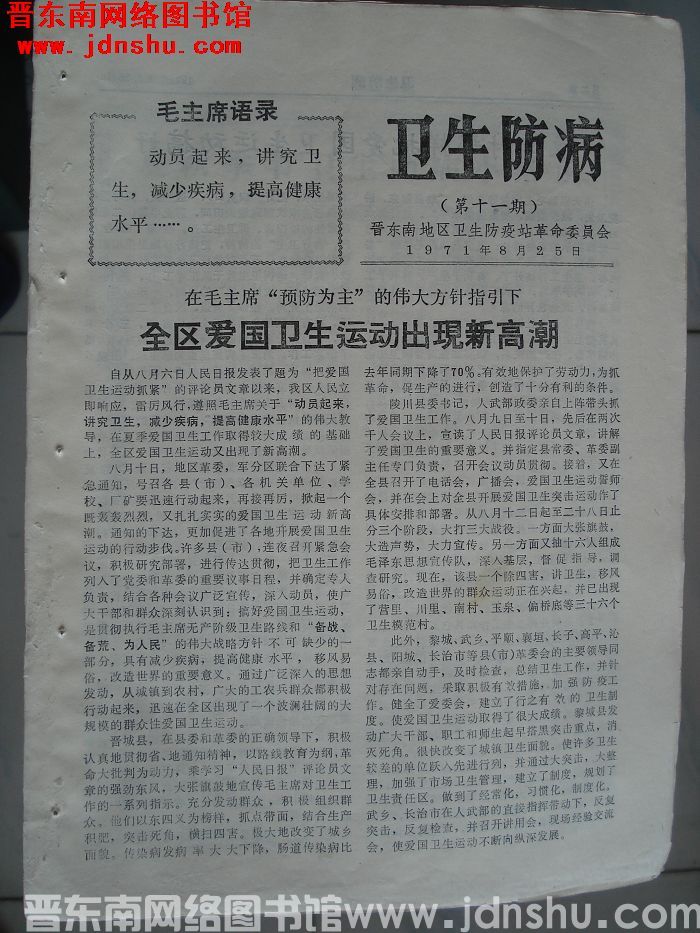 晋东南网络图书馆
www.jdnshu.com
毛主席语录
动员起来，讲究卫
生，减少疾病，提高健康
水平……。
卫生防病
（第十一期）
晋东南地区卫生防疫站革命委员会
1971年8月25日
在毛主席“预防为主”的伟大方针指引下
全区爱国卫生运动出现新高潮
自从八月六日人民日报发表了题为“把爱国
卫生运动抓紧”的评论员文章以来，我区人民立
即响应，雷厉风行，遵照毛主席关于“动员起来，
讲究卫生，减少疾病，提高健康水平”的伟大教
导，在夏季爱国卫生工作取得较大成绩的基础
上，全区爱国卫生运动又出现了新高潮。
八月十日，地区革委，军分区联合下达了紧
急通知，号召各县（市）、各机关单位、学
校、厂矿要迅速行动起来，再接再厉，掀起一个
既轰轰烈烈，又扎扎实实的爱国卫生运动新高
潮。通知的下达，更加促进了各地开展爱国卫生
运动的行动步伐。许多县（市），连夜召开紧急会
议，积极研究部署，进行传达贯彻，把卫生工作
列入了党委和革委的重要议事日程，并确定专人
负责，结合各种会议广泛宣传，深入动员，使广
大干部和群众深刻认识到：搞好爱国卫生运动，
是贯彻执行毛主席无产阶级卫生路线和“备战、
备荒、为人民”的伟大战略方针不可缺少的一
部分，具有减少疾病，提高健康水平，移风易
俗，改造世界的重要意义。通过广泛深入的思想
发动，从城镇到农村，广大的工农兵群众都积极
行动起来，迅速在全区出现了一个波澜壮阔的大
规模的群众性爱国卫生运动。
晋城县，在县委和革委的正确领导下，积极
认真地贯彻省、地通知精神，以路线教育为纲，革
命大批判为动力，乘学习“人民日报”评论员文
章的强劲东风，大张旗鼓地宣传毛主席对卫生工
作的一系列指示。充分发动群众，积极组织群
众。他们以东四义为榜样，抓点带面，结合生产
积肥，突击死角，横扫四害。极大地改变了城乡
面貌。传染病发病率大大下降，肠道传染病比
去年同期下降了70%。有效地保护了劳动力，为抓
革命，促生产的进行，创造了十分有利的条件。
陵川县委书记，人武部政委亲自上阵带头抓
了爱国卫生工作。八月九日至十日，先后在两次
千人会议上，宣读了人民日报评论员文章，讲解
了爱国卫生的重要意义。并指定县常委、革委副
主任专门负责，召开会议动员贯彻。接着，又在
全县召开了电话会，广播会，爱国卫生运动誓师
会，并在会上对全县开展爱国卫生突击运动作了
具体安排和部署。从八月十二日起至二十八日止
分三个阶段，大打三大战役。一方面大张旗鼓，
大造声势，大力宣传。另一方面又抽十六人组成
毛泽东思想宣传队，深入基层，督促指导，调
查研究。现在，该县一个除四害，讲卫生，移风
易俗，改造世界的群众运动正在兴起。并已出现
了营里、川里、南村、玉泉、偏桥底等三十六个
卫生模范村。
此外，黎城、武乡、平顺、襄垣、长子、高平、沁
县、阳城、长治市等县（市）革委会的主要领导同
志都亲自动手，及时检查，总结卫生工作，并针
对存在问题，采取积极有效措施，加强防疫工
作。健全了爱委会，建立了行之有效的卫生制
度。使爱国卫生运动取得了很大成绩。黎城县发
动广大干部、职工和师生起早搭黑突击重点，消
灭死角。很快改变了城镇卫生面貌。使许多卫生
较差的单位跃入先进行列，并通过大突击，大整
理，加强了市场卫生管理，建立了制度，规划了
卫生责任区。做到了经常化，习惯化，制度化。
武乡、长治市在人武部的直接指挥带动下，反复
突击，反复检查，并召开讲用会，现场经验交流
会，使爱国卫生运动不断向纵深发展。
晋东南网络图书馆 www.jdnshu.com